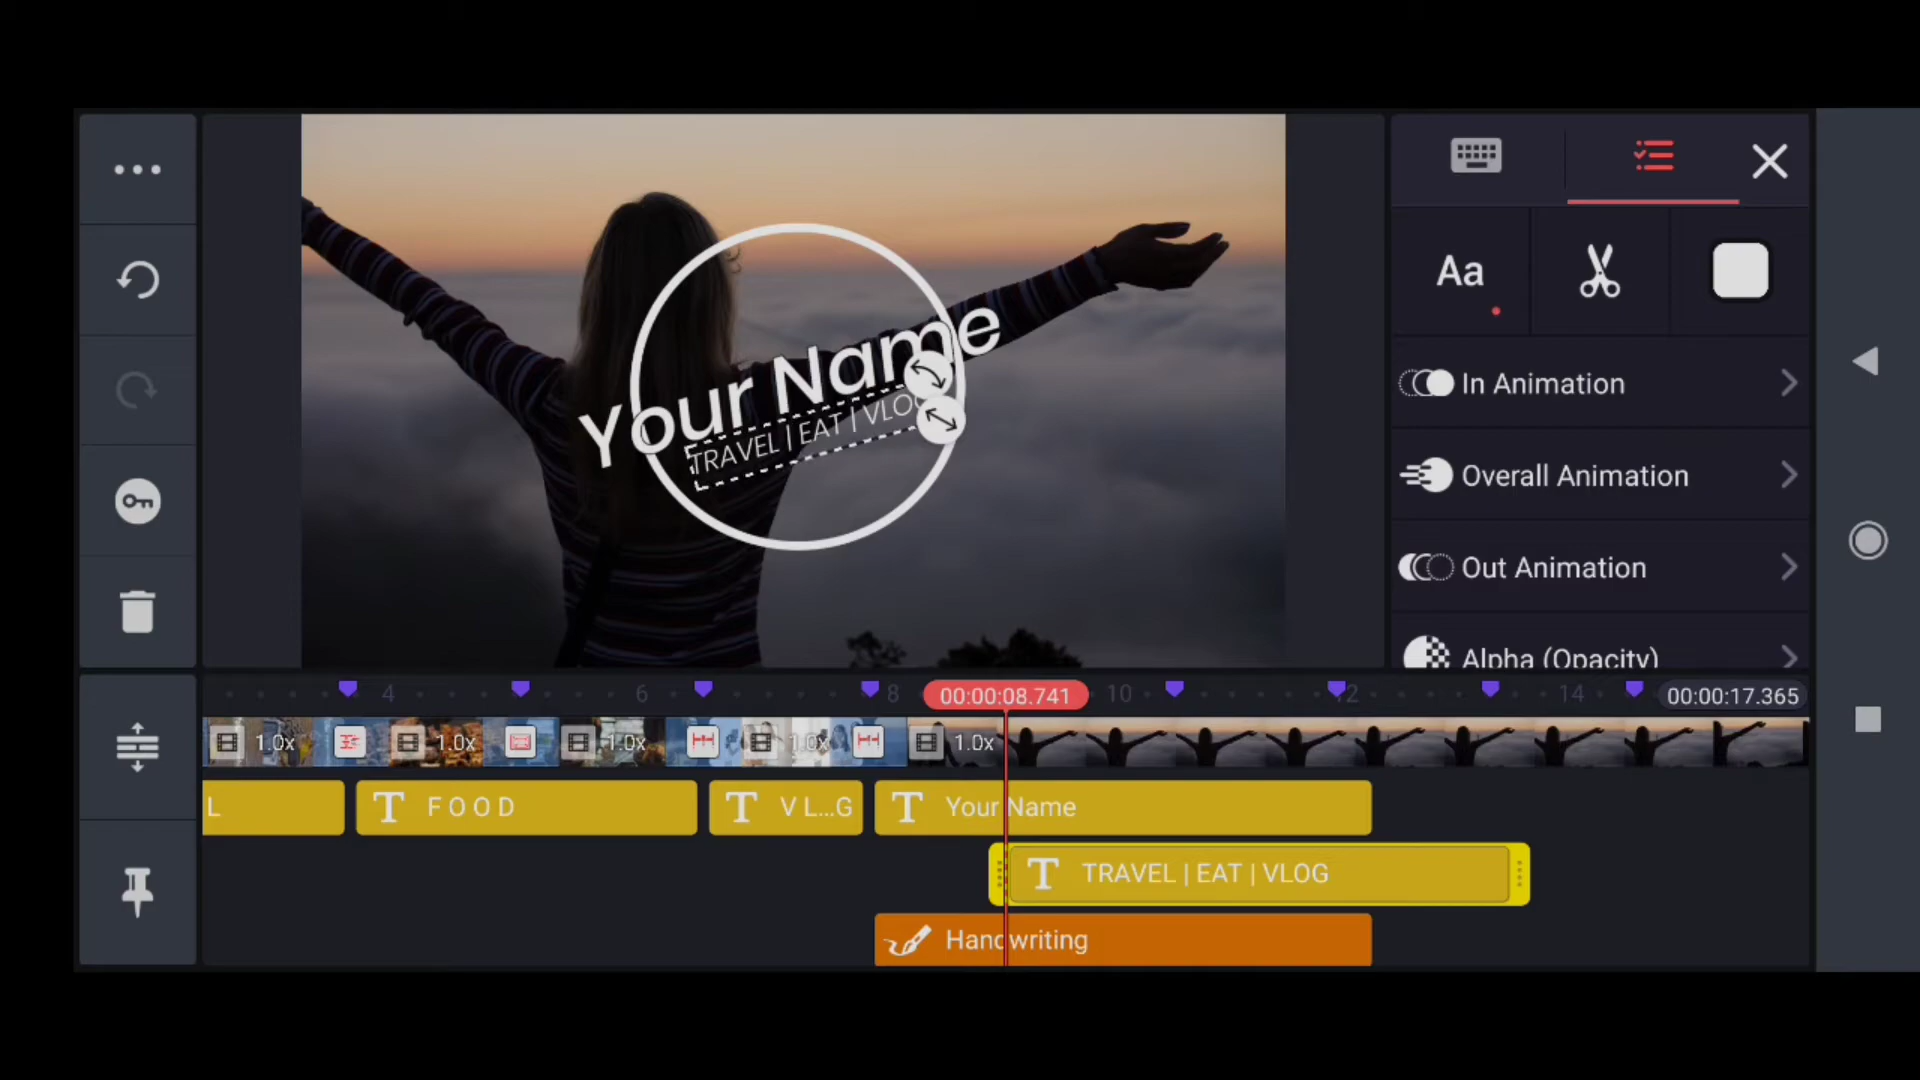 Your Name
TRAVEL | EAT | VLOG
Aa
In Animation
Overall Animation
Out Animation
Alpha (Opacity)
4
6
8
00:00:08.741
10
12
14
00:00:17.365
1.0x
1.0x
1.0x
1.0x
1.0x
L
F O O D
V L...G
Your Name
TRAVEL | EAT | VLOG
Handwriting